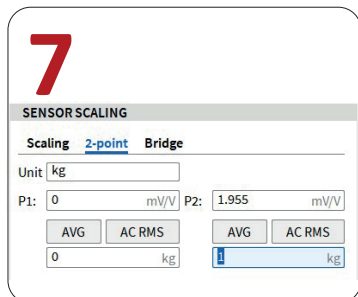 7
SENSOR SCALING
Scaling 2-point Bridge
Unit kg
P1: 0 mV/V P2: 1.955 mV/V
AVG AC RMS AVG AC RMS
0 kg 1 kg